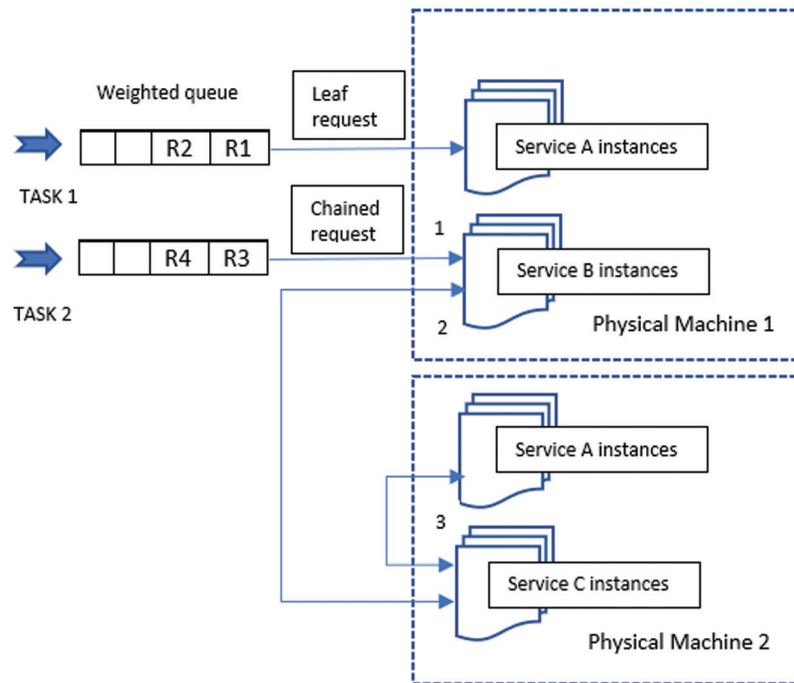 Weighted queue
Leaf
request
R2 R1
Service A instances
TASK 1
Chained
request
1
R4 R3
Service B instances
TASK 2
2
Physical Machine 1
Service A instances
3
Service C instances
Physical Machine 2